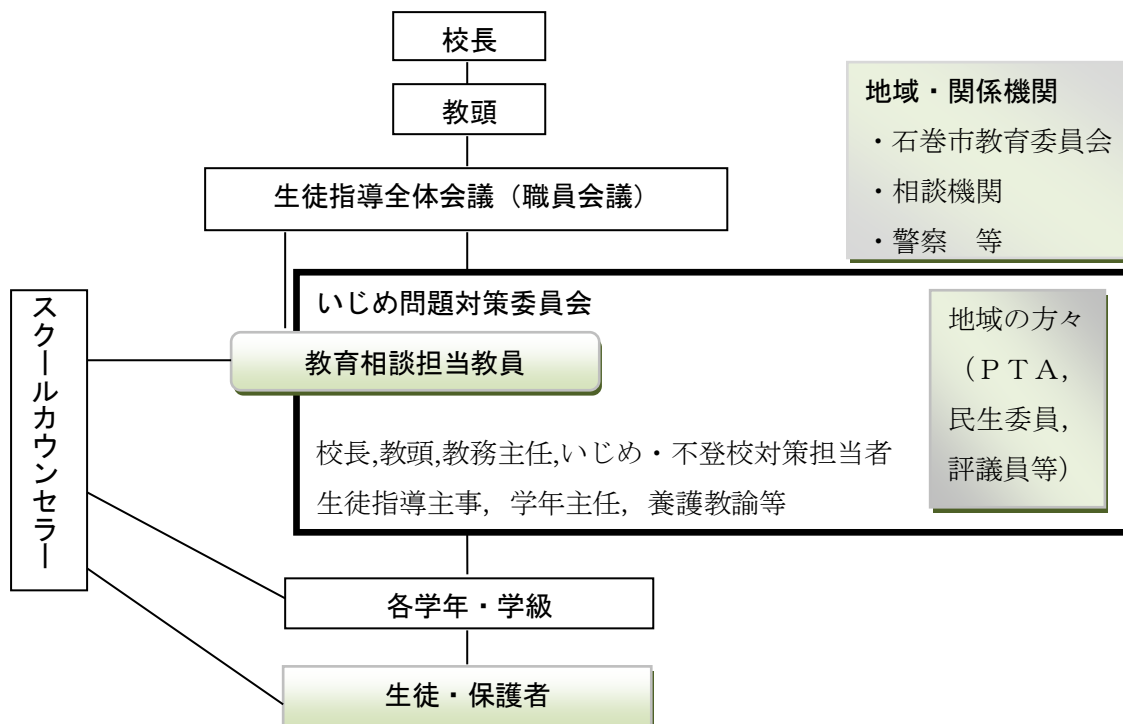 校長
教頭
生徒指導全体会議（職員会議）
地域・関係機関
・石巻市教育委員会
・相談機関
・警察　等
スクールカウンセラー
いじめ問題対策委員会
教育相談担当教員
校長,教頭,教務主任,いじめ・不登校対策担当者
生徒指導主事，学年主任，養護教諭等
地域の方々
（ＰＴＡ，
民生委員，
評議員等）
各学年・学級
生徒・保護者